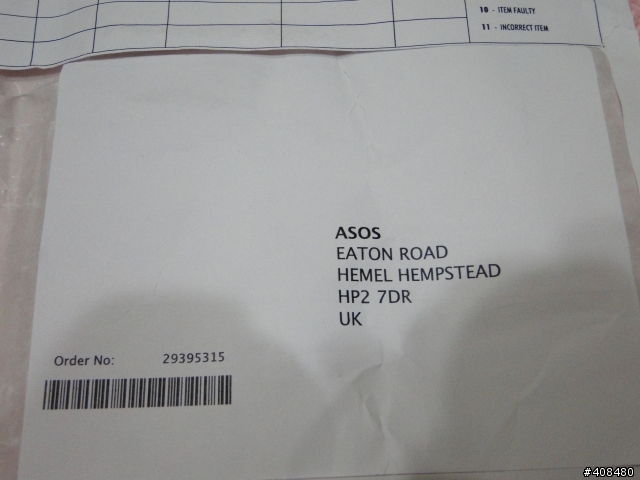 10 - ITEM FAULTY
11 - INCORRECT ITEM
ASOS
EATON ROAD
HEMEL HEMPSTEAD
HP2 7DR
UK
Order No: 29395315
#408480